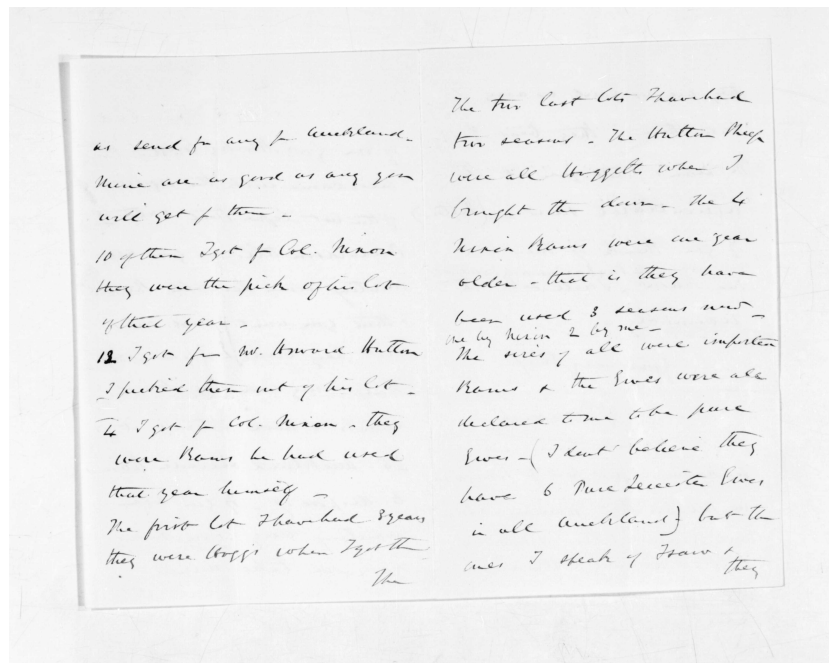 as send for any fr Auckland -
Mine are as good as any you
will get fr there -
10 of them I got fr Col. Nixon
they were the pick of his lot
of that year -
12 I got from Mr. Howard Hutton
I picked them out of his lot -
4 I got fr Col. Nixon - they
were Rams he had used
that year himself -
The first lot I have had 3 years
they were Hoggs when I got them
The
The two last lots I have had
two seasons - The Hutton Sheep
were all Hoggetts when I
brought them down - The 4
Nixon Rams were one year
older - that is they have
been used 3 seasons now -
one by Nixon 2 by me -
The sires of all were imported
Rams & the Ewes were all
declared to me to be pure
Ewes - (I don't believe they
have 6 Pure Leicester Ewes
in all Auckland) but the
ones I speak of I saw &
they